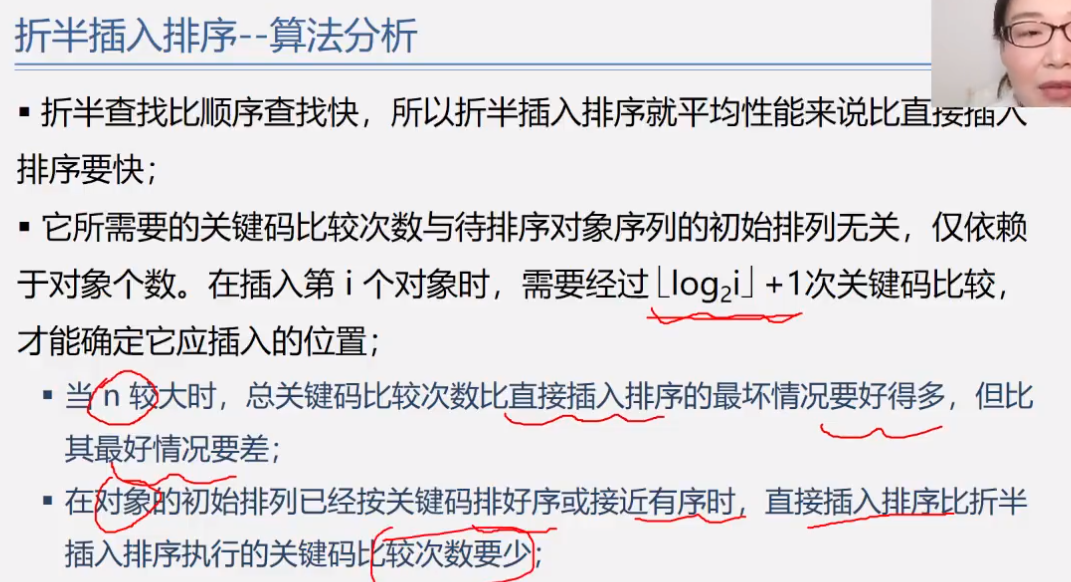 折半插入排序--算法分析
▪ 折半查找比顺序查找快，所以折半插入排序就平均性能来说比直接插入
排序要快；
▪ 它所需要的关键码比较次数与待排序对象序列的初始排列无关，仅依赖
于对象个数。在插入第 i 个对象时，需要经过 ⌊log₂i⌋ +1次关键码比较，
才能确定它应插入的位置；
▪ 当 n 较大时，总关键码比较次数比直接插入排序的最坏情况要好得多，但比
其最好情况要差；
▪ 在对象的初始排列已经按关键码排好序或接近有序时，直接插入排序比折半
插入排序执行的关键码比较次数要少；